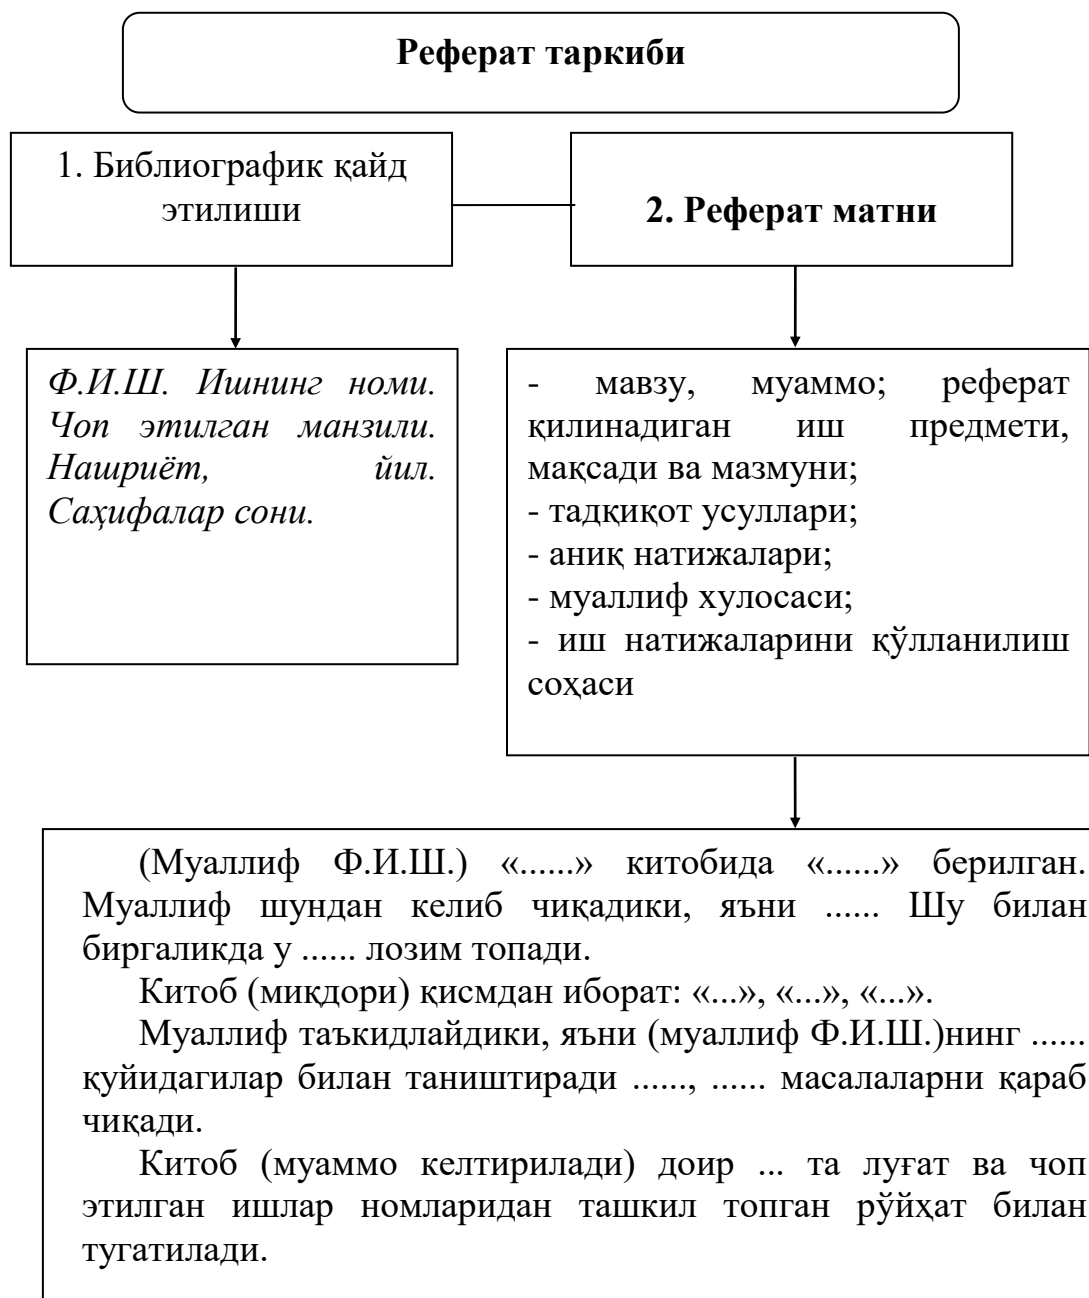 Реферат таркиби
1. Библиографик қайд
этилиши
2. Реферат матни
Ф.И.Ш. Ишнинг номи.
Чоп этилган манзили.
Нашриёт, йил.
Саҳифалар сони.
- мавзу, муаммо; реферат
қилинадиган иш предмети,
мақсади ва мазмуни;
- тадқиқот усуллари;
- аниқ натижалари;
- муаллиф хулосаси;
- иш натижаларини қўлланилиш
соҳаси
(Муаллиф Ф.И.Ш.) «......» китобида «......» берилган.
Муаллиф шундан келиб чиқадики, яъни ...... Шу билан
биргаликда у ...... лозим топади.
Китоб (миқдори) қисмдан иборат: «...», «...», «...».
Муаллиф таъкидлайдики, яъни (муаллиф Ф.И.Ш.)нинг ......
қуйидагилар билан таништиради ......, ...... масалаларни қараб
чиқади.
Китоб (муаммо келтирилади) доир ... та луғат ва чоп
этилган ишлар номларидан ташкил топган рўйҳат билан
тугатилади.